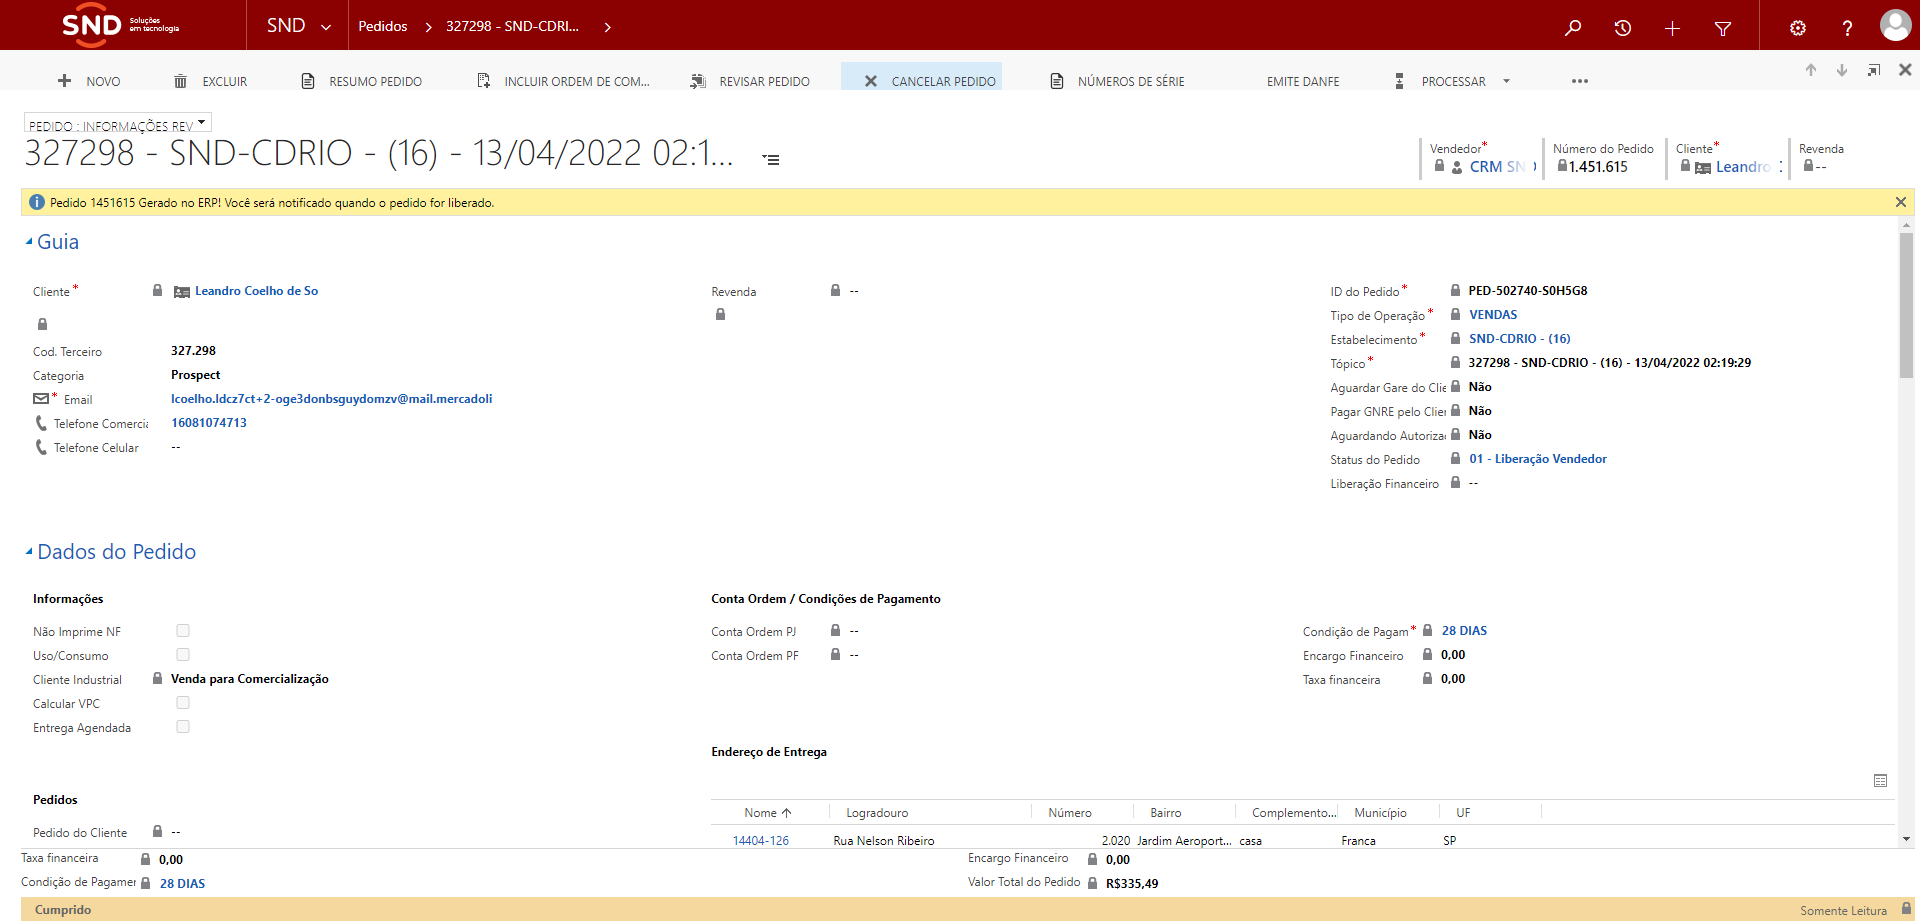 SND Soluções em tecnologia
SND
Pedidos > 327298 - SND-CDRI... >
NOVO
EXCLUIR
RESUMO PEDIDO
INCLUIR ORDEM DE COM...
REVISAR PEDIDO
CANCELAR PEDIDO
NÚMEROS DE SÉRIE
EMITE DANFE
PROCESSAR
PEDIDO : INFORMAÇÕES REV
327298 - SND-CDRIO - (16) - 13/04/2022 02:1...
Vendedor*
CRM SN
Número do Pedido
1.451.615
Cliente*
Leandro
Revenda
--
Pedido 1451615 Gerado no ERP! Você será notificado quando o pedido for liberado.
Guia
Cliente* Leandro Coelho de So
Cod. Terceiro 327.298
Categoria Prospect
* Email lcoelho.ldcz7ct+2-oge3donbsguydomzv@mail.mercadoli
Telefone Comercia 16081074713
Telefone Celular --
Revenda --
ID do Pedido* PED-502740-S0H5G8
Tipo de Operação* VENDAS
Estabelecimento* SND-CDRIO - (16)
Tópico* 327298 - SND-CDRIO - (16) - 13/04/2022 02:19:29
Aguardar Gare do Clie Não
Pagar GNRE pelo Clier Não
Aguardando Autoriza Não
Status do Pedido 01 - Liberação Vendedor
Liberação Financeiro --
Dados do Pedido
Informações
Não Imprime NF
Uso/Consumo
Cliente Industrial Venda para Comercialização
Calcular VPC
Entrega Agendada
Conta Ordem / Condições de Pagamento
Conta Ordem PJ --
Conta Ordem PF --
Condição de Pagam* 28 DIAS
Encargo Financeiro 0,00
Taxa financeira 0,00
Endereço de Entrega
Nome Logradouro Número Bairro Complemento... Município UF
14404-126 Rua Nelson Ribeiro 2.020 Jardim Aeroport... casa Franca SP
Pedidos
Pedido do Cliente --
Taxa financeira 0,00
Condição de Pagamer 28 DIAS
Encargo Financeiro 0,00
Valor Total do Pedido R$335,49
Cumprido
Somente Leitura